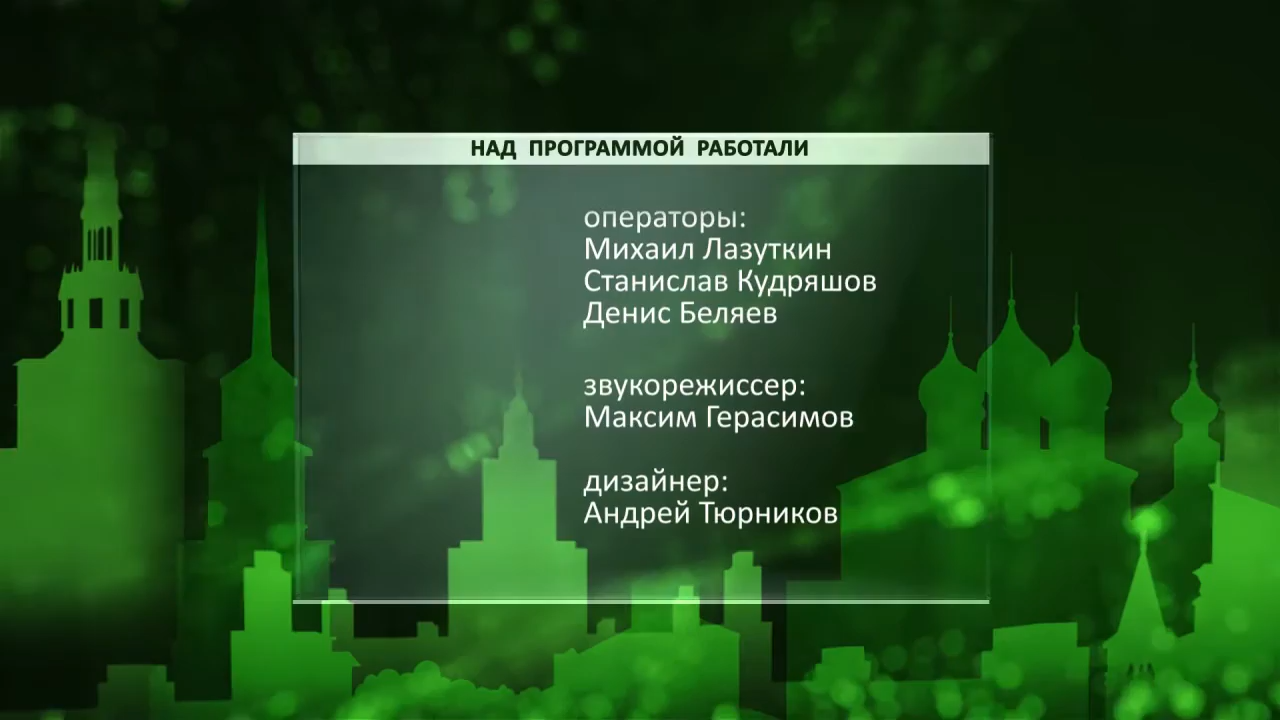 НАД ПРОГРАММОЙ РАБОТАЛИ
операторы:
Михаил Лазуткин
Станислав Кудряшов
Денис Беляев
звукорежиссер:
Максим Герасимов
дизайнер:
Андрей Тюрников